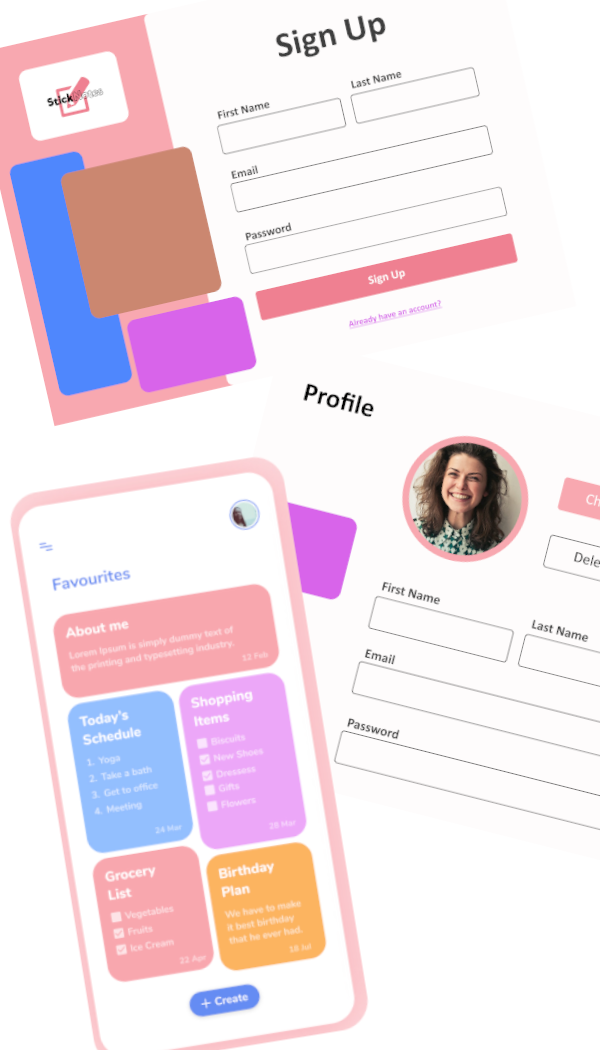 Sign Up
StickNotes
First Name
Last Name
Email
Password
Sign Up
Already have an account?
Profile
Ch
Dele
First Name
Last Name
Email
Password
Favourites
About me
Lorem Ipsum is simply dummy text of
the printing and typesetting industry.
12 Feb
Today's
Schedule
1. Yoga
2. Take a bath
3. Get to office
4. Meeting
24 Mar
Shopping
Items
Biscuits
New Shoes
Dressess
Gifts
Flowers
28 Mar
Grocery
List
Vegetables
Fruits
Ice Cream
22 Apr
Birthday
Plan
We have to make
it best birthday
that he ever had.
18 Jul
+ Create